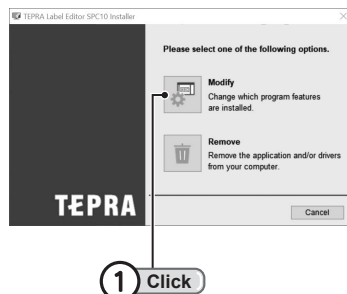 TEPRA Label Editor SPC10 Installer
Please select one of the following options.
Modify
Change which program features
are installed.
Remove
Remove the application and/or drivers
from your computer.
TEPRA
Cancel
1 Click